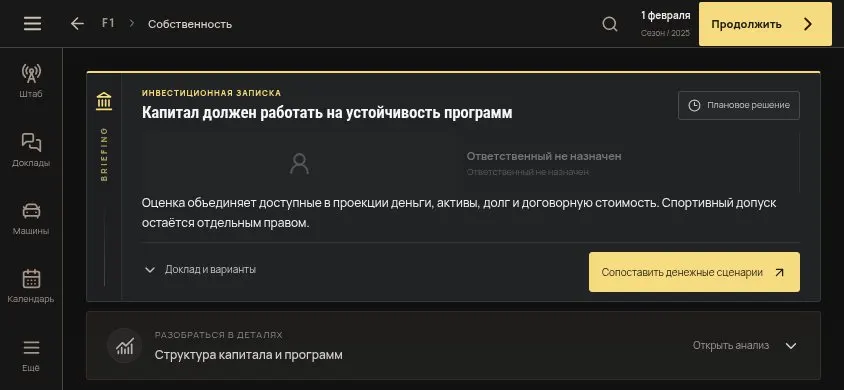 F1
Собственность
1 февраля
Сезон / 2025
Продолжить
Штаб
Доклады
Машины
Календарь
Ещё
BRIEFING
ИНВЕСТИЦИОННАЯ ЗАПИСКА
Капитал должен работать на устойчивость программ
Плановое решение
Ответственный не назначен
Ответственный не назначен
Оценка объединяет доступные в проекции деньги, активы, долг и договорную стоимость. Спортивный допуск
остаётся отдельным правом.
Доклад и варианты
Сопоставить денежные сценарии
РАЗОБРАТЬСЯ В ДЕТАЛЯХ
Структура капитала и программ
Открыть анализ